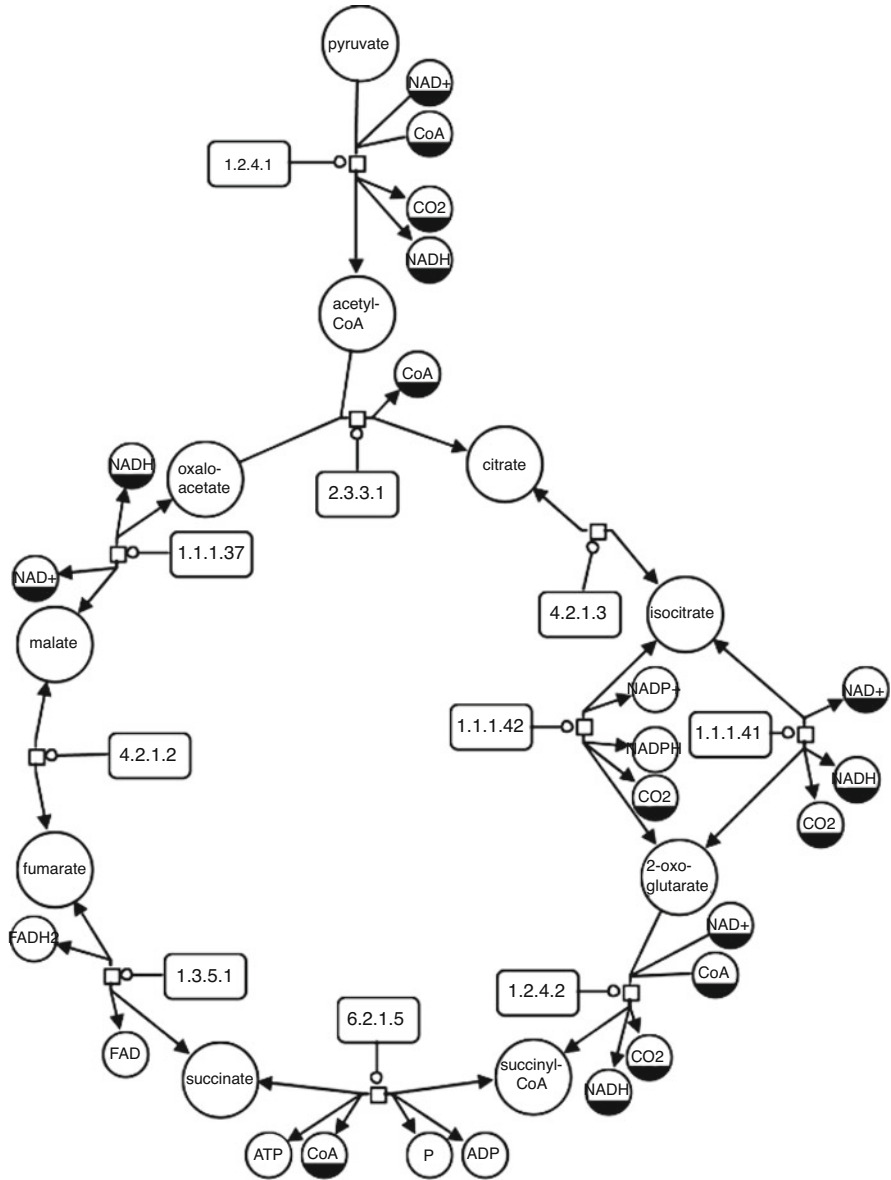 pyruvate
NAD+
CoA
1.2.4.1
CO2
NADH
acetyl-
CoA
CoA
NADH
oxalo-
acetate
citrate
2.3.3.1
1.1.1.37
NAD+
4.2.1.3
isocitrate
malate
NADP+
NAD+
1.1.1.42
1.1.1.41
NADPH
4.2.1.2
NADH
CO2
CO2
fumarate
2-oxo-
glutarate
FADH2
NAD+
1.3.5.1
CoA
1.2.4.2
6.2.1.5
FAD
CO2
succinate
succinyl-
CoA
NADH
ATP
CoA
P
ADP